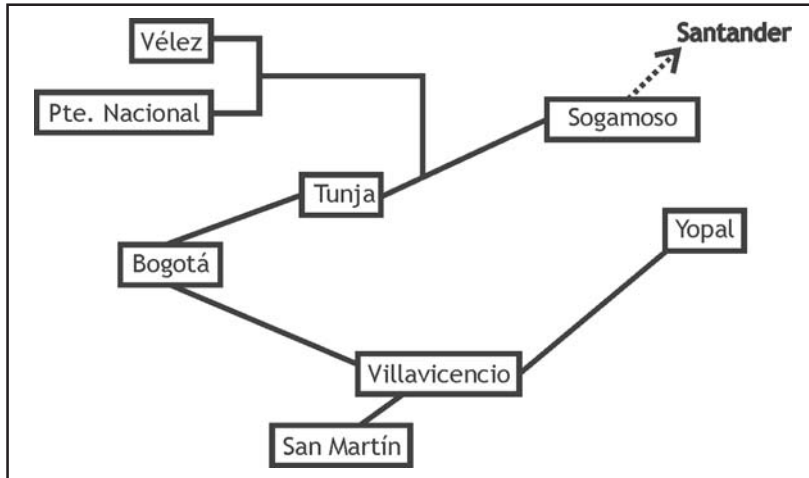 Vélez
Santander
Pte. Nacional
Sogamoso
Tunja
Yopal
Bogotá
Villavicencio
San Martín